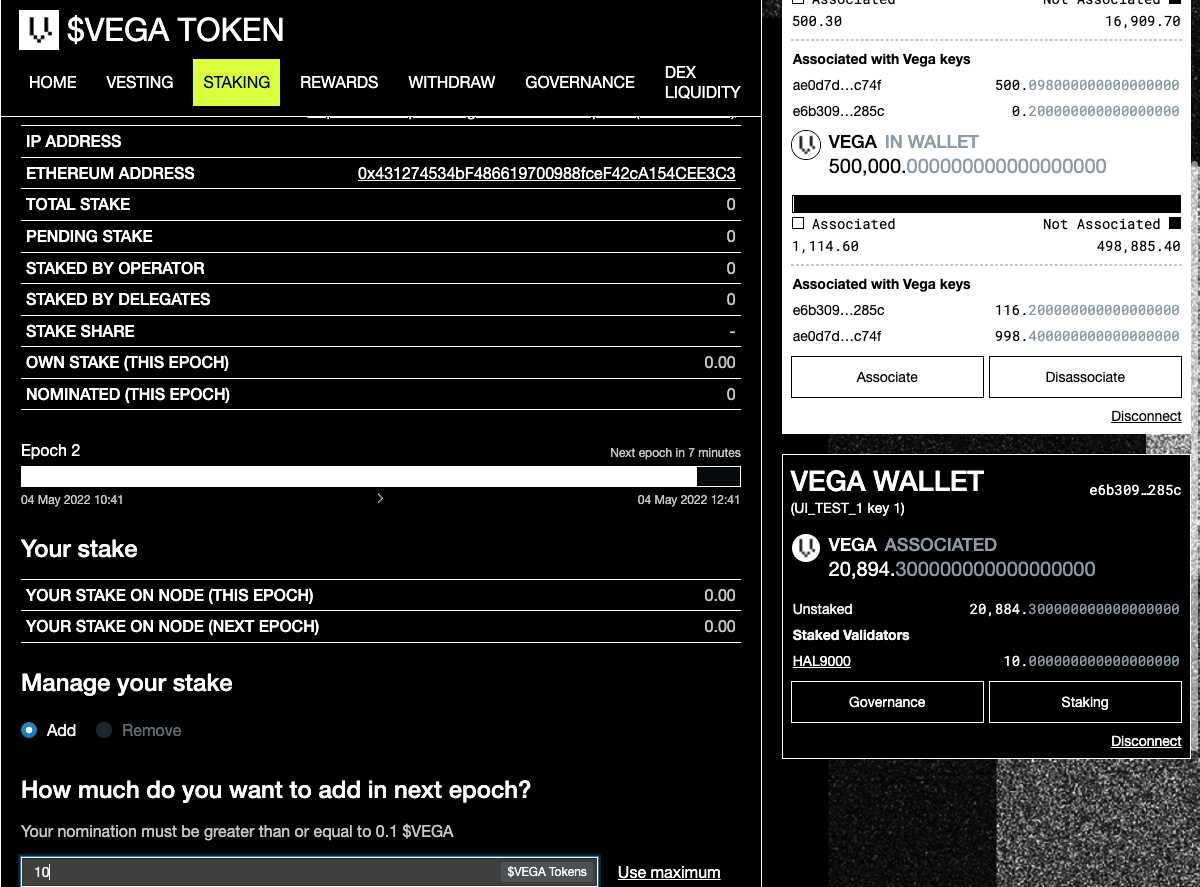 $VEGA TOKEN
HOME
VESTING
STAKING
REWARDS
WITHDRAW
GOVERNANCE
DEX
LIQUIDITY
IP ADDRESS
ETHEREUM ADDRESS 0x431274534bF486619700988fceF42cA154CEE3C3
TOTAL STAKE 0
PENDING STAKE 0
STAKED BY OPERATOR 0
STAKED BY DELEGATES 0
STAKE SHARE -
OWN STAKE (THIS EPOCH) 0.00
NOMINATED (THIS EPOCH) 0
Epoch 2 Next epoch in 7 minutes
04 May 2022 10:41 > 04 May 2022 12:41
Your stake
YOUR STAKE ON NODE (THIS EPOCH) 0.00
YOUR STAKE ON NODE (NEXT EPOCH) 0.00
Manage your stake
Add Remove
How much do you want to add in next epoch?
Your nomination must be greater than or equal to 0.1 $VEGA
10 $VEGA Tokens Use maximum
Associated Not Associated
500.30 16,909.70
Associated with Vega keys
ae0d7d…c74f 500.098000000000000000
e6b309…285c 0.200000000000000000
VEGA IN WALLET
500,000.000000000000000000
Associated Not Associated
1,114.60 498,885.40
Associated with Vega keys
e6b309…285c 116.200000000000000000
ae0d7d…c74f 998.400000000000000000
Associate Disassociate
Disconnect
VEGA WALLET e6b309…285c
(UI_TEST_1 key 1)
VEGA ASSOCIATED
20,894.300000000000000000
Unstaked 20,884.300000000000000000
Staked Validators
HAL9000 10.000000000000000000
Governance Staking
Disconnect